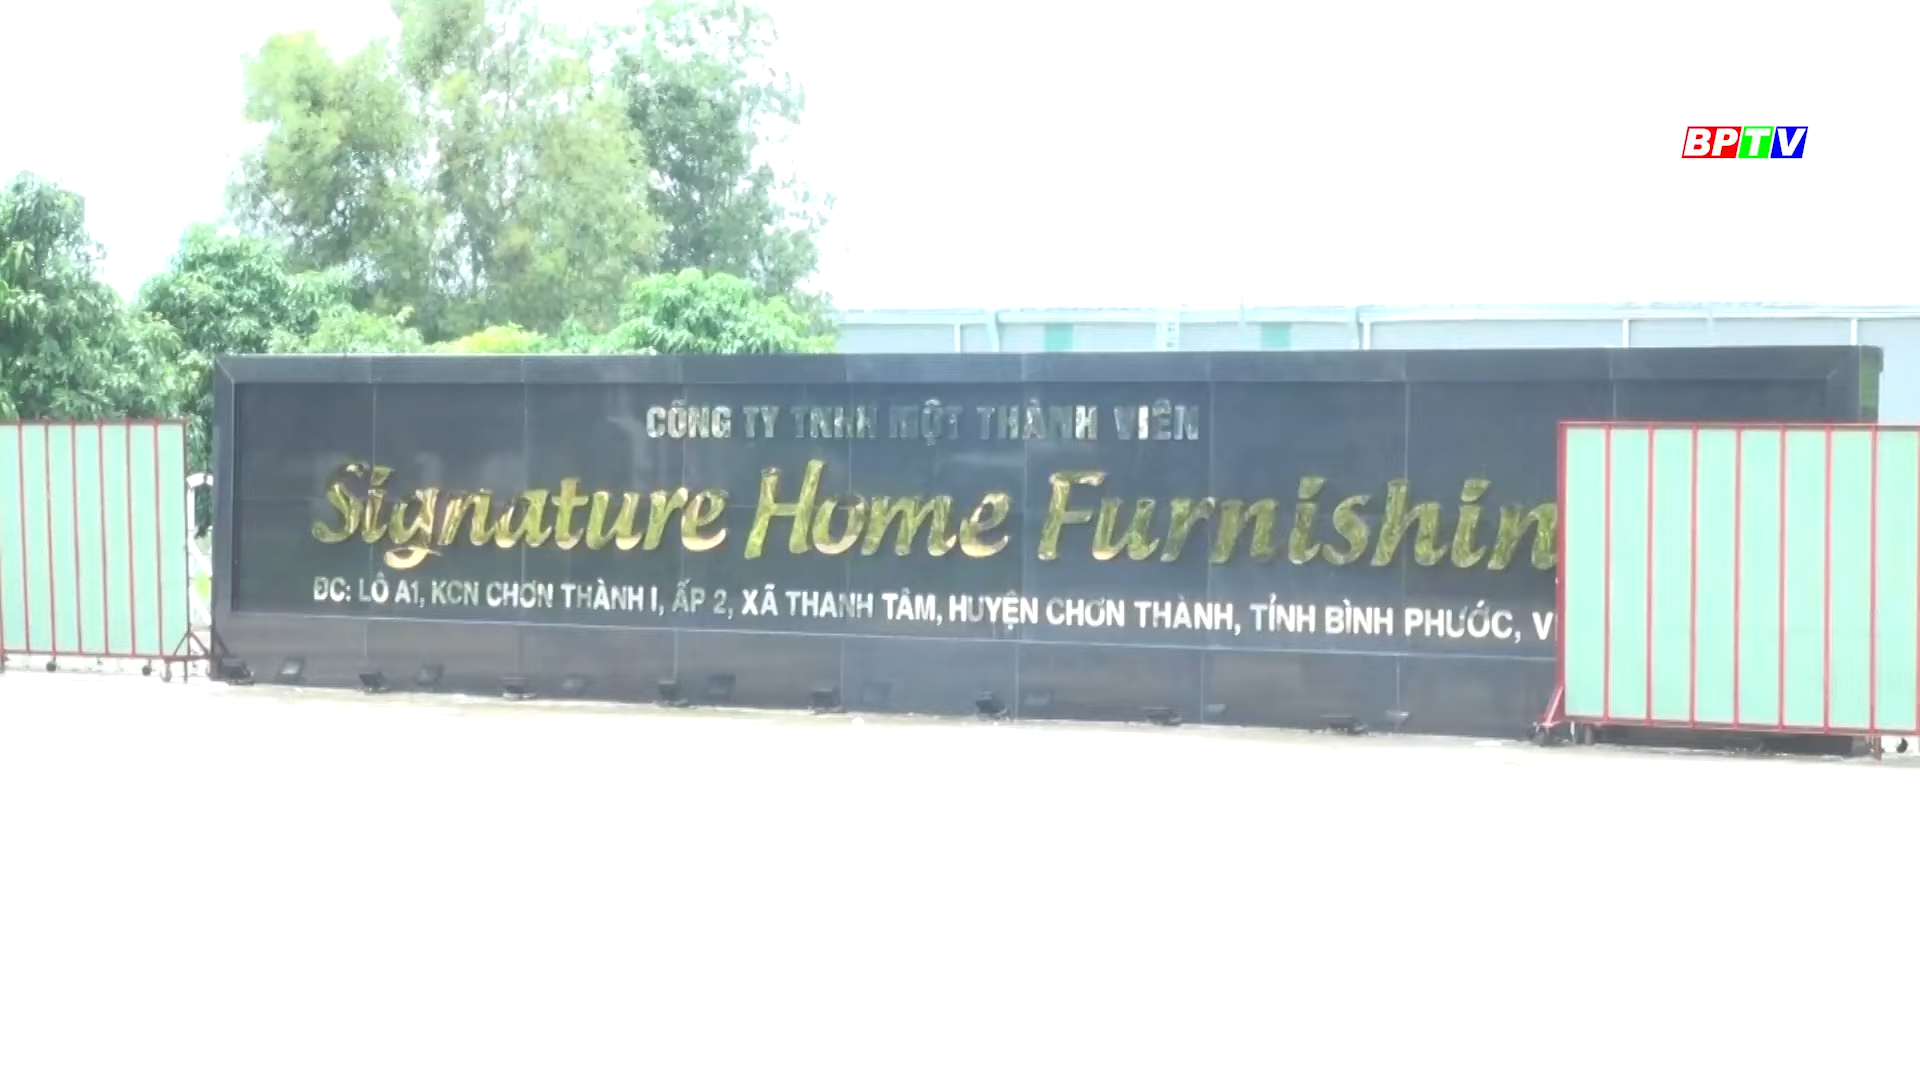 BPTV
CÔNG TY TNHH MỘT THÀNH VIÊN
Signature Home Furnishin
ĐC: LÔ A1, KCN CHƠN THÀNH I, ẤP 2, XÃ THANH TÂM, HUYỆN CHƠN THÀNH, TỈNH BÌNH PHƯỚC, V